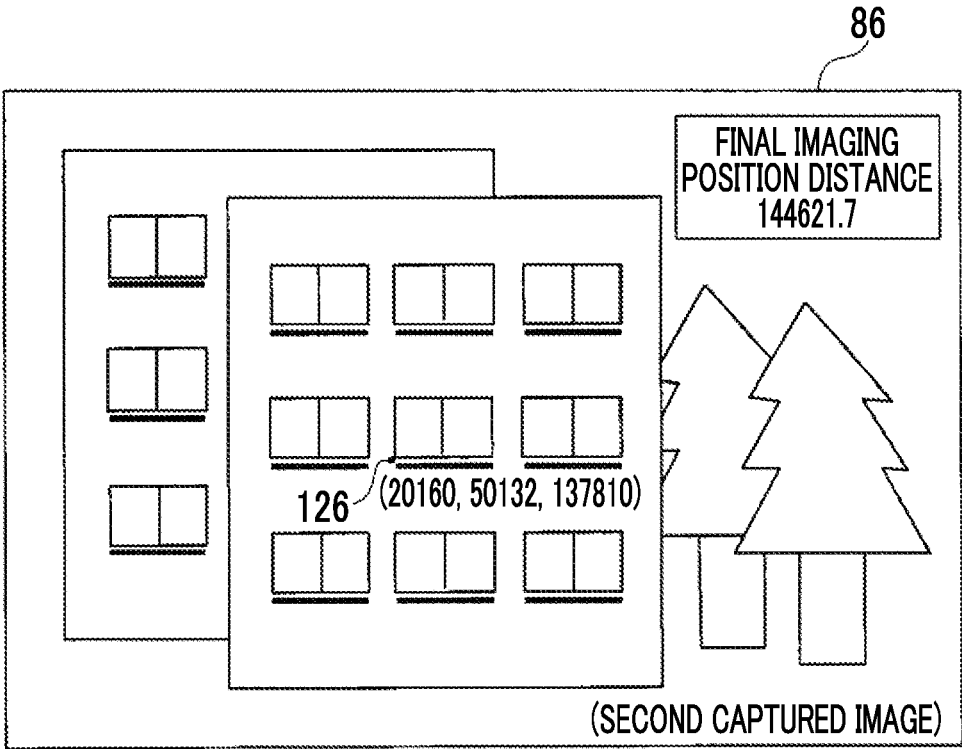 86
FINAL IMAGING
POSITION DISTANCE
144621.7
126
(20160, 50132, 137810)
(SECOND CAPTURED IMAGE)